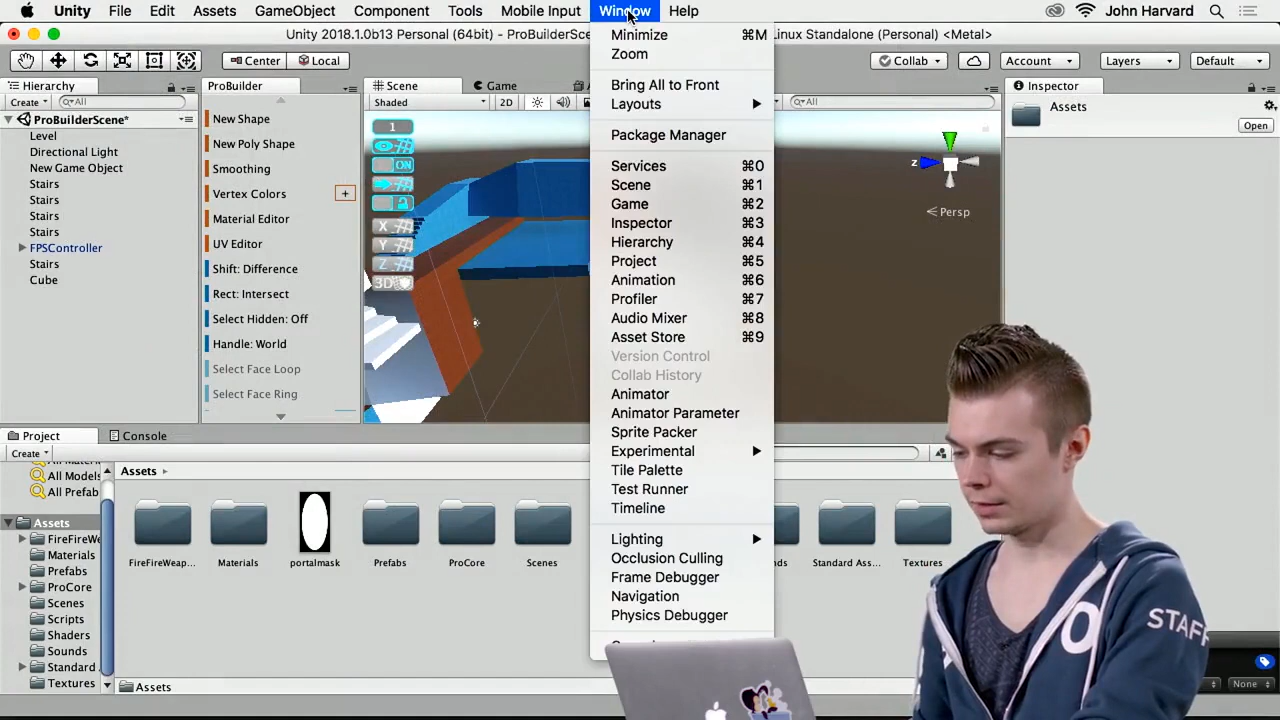 Unity File Edit Assets GameObject Component Tools Mobile Input Window Help John Harvard
Unity 2018.1.0b13 Personal (64bit) - ProBuilderSce
Linux Standalone (Personal) <Metal>
Center Local Collab Account Layers Default
Hierarchy
Create All
ProBuilderScene*
Level
Directional Light
New Game Object
Stairs
Stairs
Stairs
Stairs
FPSController
Stairs
Cube
ProBuilder
New Shape
New Poly Shape
Smoothing
Vertex Colors +
Material Editor
UV Editor
Shift: Difference
Rect: Intersect
Select Hidden: Off
Handle: World
Select Face Loop
Select Face Ring
Scene Game
Shaded 2D All
1
ON
X
Y
Z
3D
z
Persp
Minimize ⌘M
Zoom
Bring All to Front
Layouts
Package Manager
Services ⌘0
Scene ⌘1
Game ⌘2
Inspector ⌘3
Hierarchy ⌘4
Project ⌘5
Animation ⌘6
Profiler ⌘7
Audio Mixer ⌘8
Asset Store ⌘9
Version Control
Collab History
Animator
Animator Parameter
Sprite Packer
Experimental
Tile Palette
Test Runner
Timeline
Lighting
Occlusion Culling
Frame Debugger
Navigation
Physics Debugger
Inspector
Assets
Open
Project Console
Create
All Models
All Prefab
Assets
FireFireWe
Materials
Prefabs
ProCore
Scenes
Scripts
Shaders
Sounds
Standard
Textures
Assets
FireFireWeap...
Materials
portalmask
Prefabs
ProCore
Scenes
Standard Ass...
Textures
Assets
None
STAFF